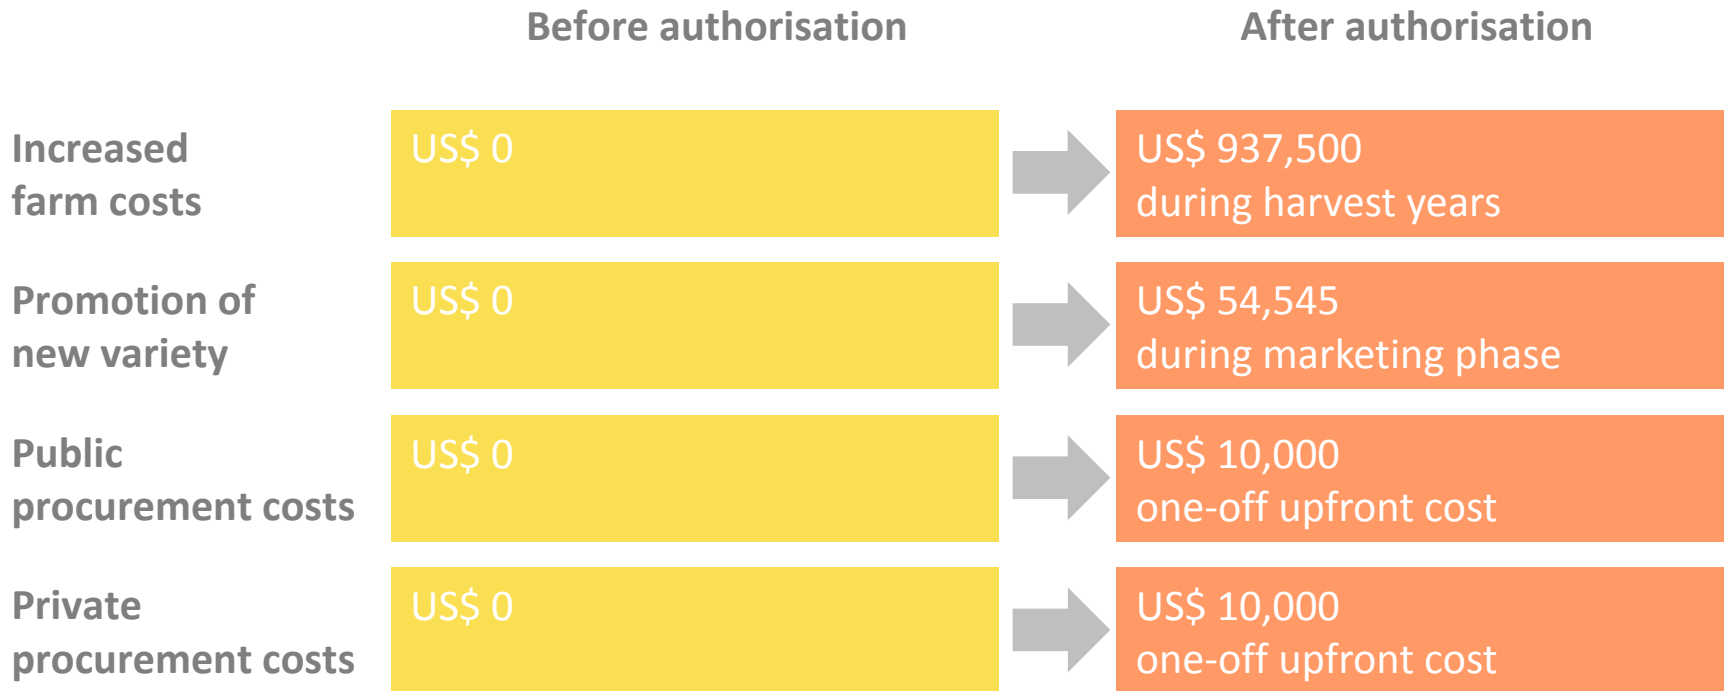 Before authorisation
After authorisation
Increased
farm costs
US$ 0
US$ 937,500
during harvest years
Promotion of
new variety
US$ 0
US$ 54,545
during marketing phase
Public
procurement costs
US$ 0
US$ 10,000
one-off upfront cost
Private
procurement costs
US$ 0
US$ 10,000
one-off upfront cost